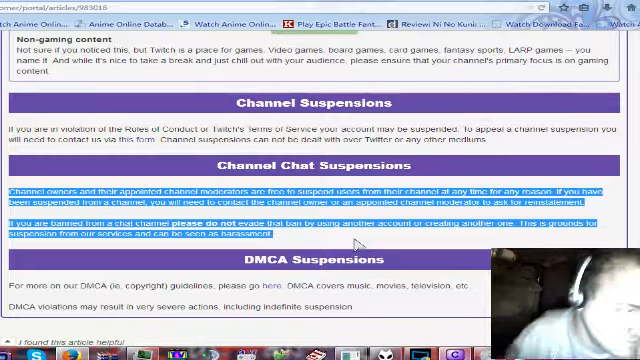 omer/portal/articles/983016
Watch Anime Onlin...
Anime Online Datab...
Watch Anime Onlin...
Play Epic Battle Fant...
Review: Ni No Kuni...
Watch Download Fa...
Non-gaming content
Not sure if you noticed this, but Twitch is a place for games. Video games, board games, card games, fantasy sports, LARP games -- you
name it. And while it's nice to take a break and just chill out with your audience, please ensure that your channel's primary focus is on gaming
content.
Channel Suspensions
If you are in violation of the Rules of Conduct or Twitch's Terms of Service your account may be suspended. To appeal a channel suspension you
will need to contact us via this form. Channel suspensions can not be dealt with over Twitter or any other mediums.
Channel Chat Suspensions
Channel owners and their appointed channel moderators are free to suspend users from their channel at any time for any reason. If you have
been suspended from a channel, you will need to contact the channel owner or an appointed channel moderator to ask for reinstatement.
If you are banned from a chat channel please do not evade that ban by using another account or creating another one. This is grounds for
suspension from our services and can be seen as harassment.
DMCA Suspensions
For more on our DMCA (ie, copyright) guidelines, please go here. DMCA covers music, movies, television, etc.
DMCA violations may result in very severe actions, including indefinite suspension
I found this article helpful